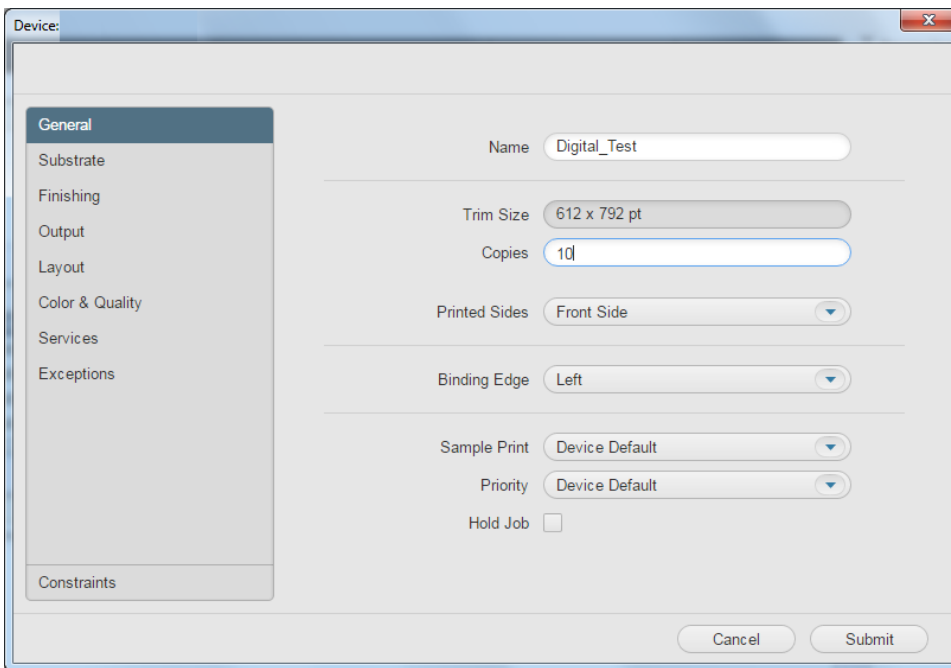 Device:
General
Substrate
Finishing
Output
Layout
Color & Quality
Services
Exceptions
Constraints
Name Digital_Test
Trim Size 612 x 792 pt
Copies 10
Printed Sides Front Side
Binding Edge Left
Sample Print Device Default
Priority Device Default
Hold Job
Cancel Submit